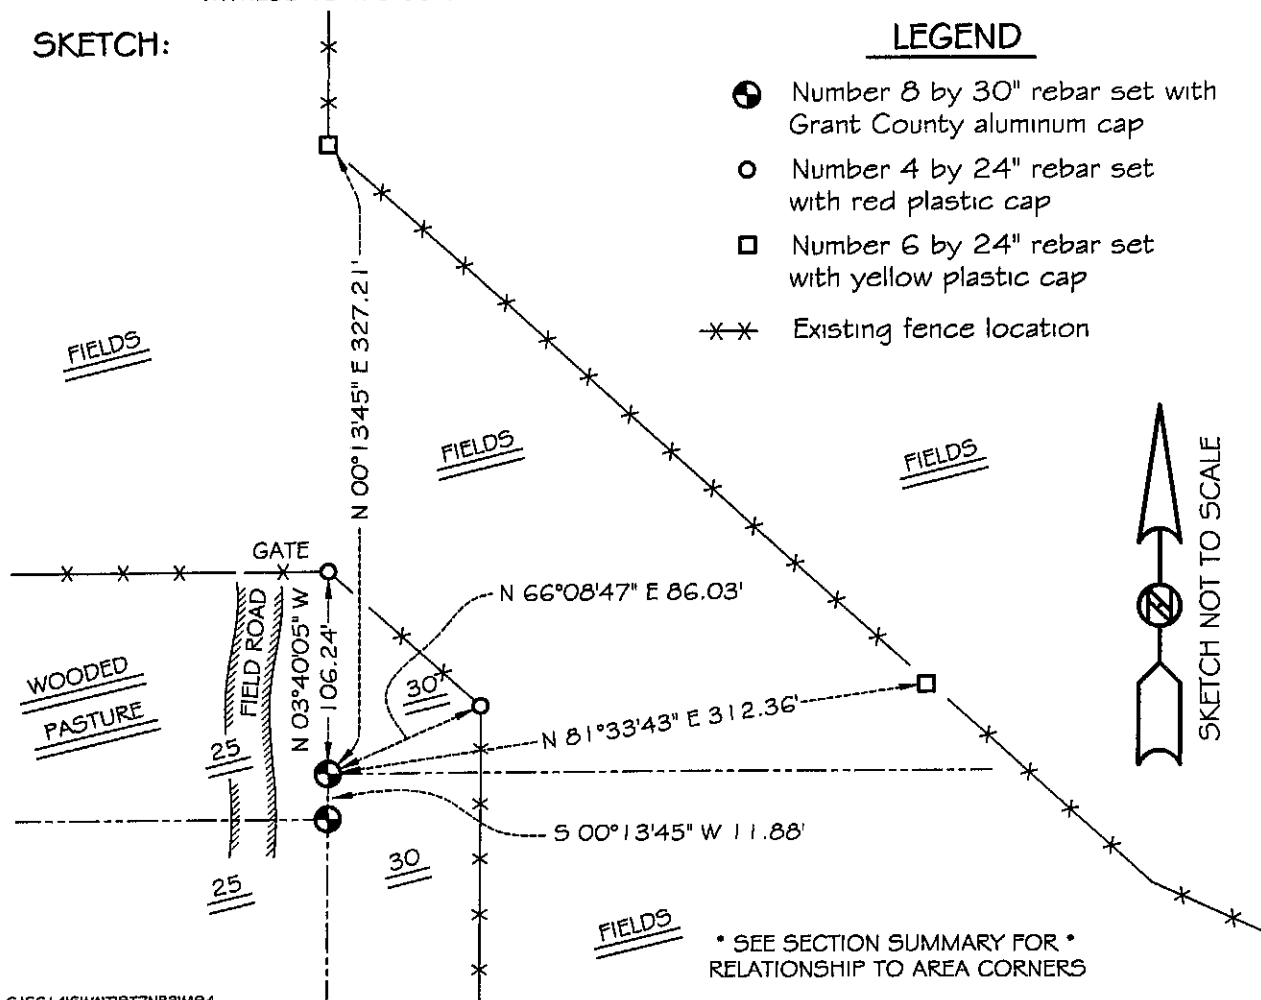 SKETCH:
LEGEND
Number 8 by 30" rebar set with
Grant County aluminum cap
Number 4 by 24" rebar set
with red plastic cap
Number 6 by 24" rebar set
with yellow plastic cap
Existing fence location
FIELDS
N 00°13'45" E 327.21'
FIELDS
FIELDS
SKETCH NOT TO SCALE
N
GATE
N 66°08'47" E 86.03'
FIELD ROAD
N 03°40'05" W
106.24'
WOODED
PASTURE
30
N 81°33'43" E 312.36'
25
S 00°13'45" W 11.88'
30
25
FIELDS
* SEE SECTION SUMMARY FOR *
RELATIONSHIP TO AREA CORNERS